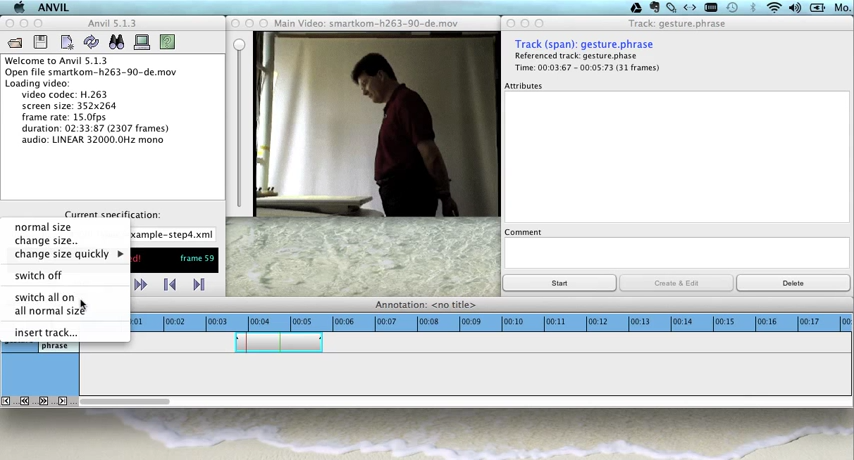 ANVIL
Mo.
Anvil 5.1.3
Main Video: smartkom-h263-90-de.mov
Track: gesture.phrase
Welcome to Anvil 5.1.3
Open file smartkom-h263-90-de.mov
Loading video:
video codec: H.263
screen size: 352x264
frame rate: 15.0fps
duration: 02:33:87 (2307 frames)
audio: LINEAR 32000.0Hz mono
Track (span): gesture.phrase
Referenced track: gesture.phase
Time: 00:03:67 - 00:05:73 (31 frames)
Attributes
Comment
Start
Create & Edit
Delete
Current specification:
xample-step4.xml
frame 59
normal size
change size..
change size quickly
switch off
switch all on
all normal size
insert track...
Annotation: <no title>
:01 00:02 00:03 00:04 00:05 00:06 00:07 00:08 00:09 00:10 00:11 00:12 00:13 00:14 00:15 00:16 00:17 00:
phrase